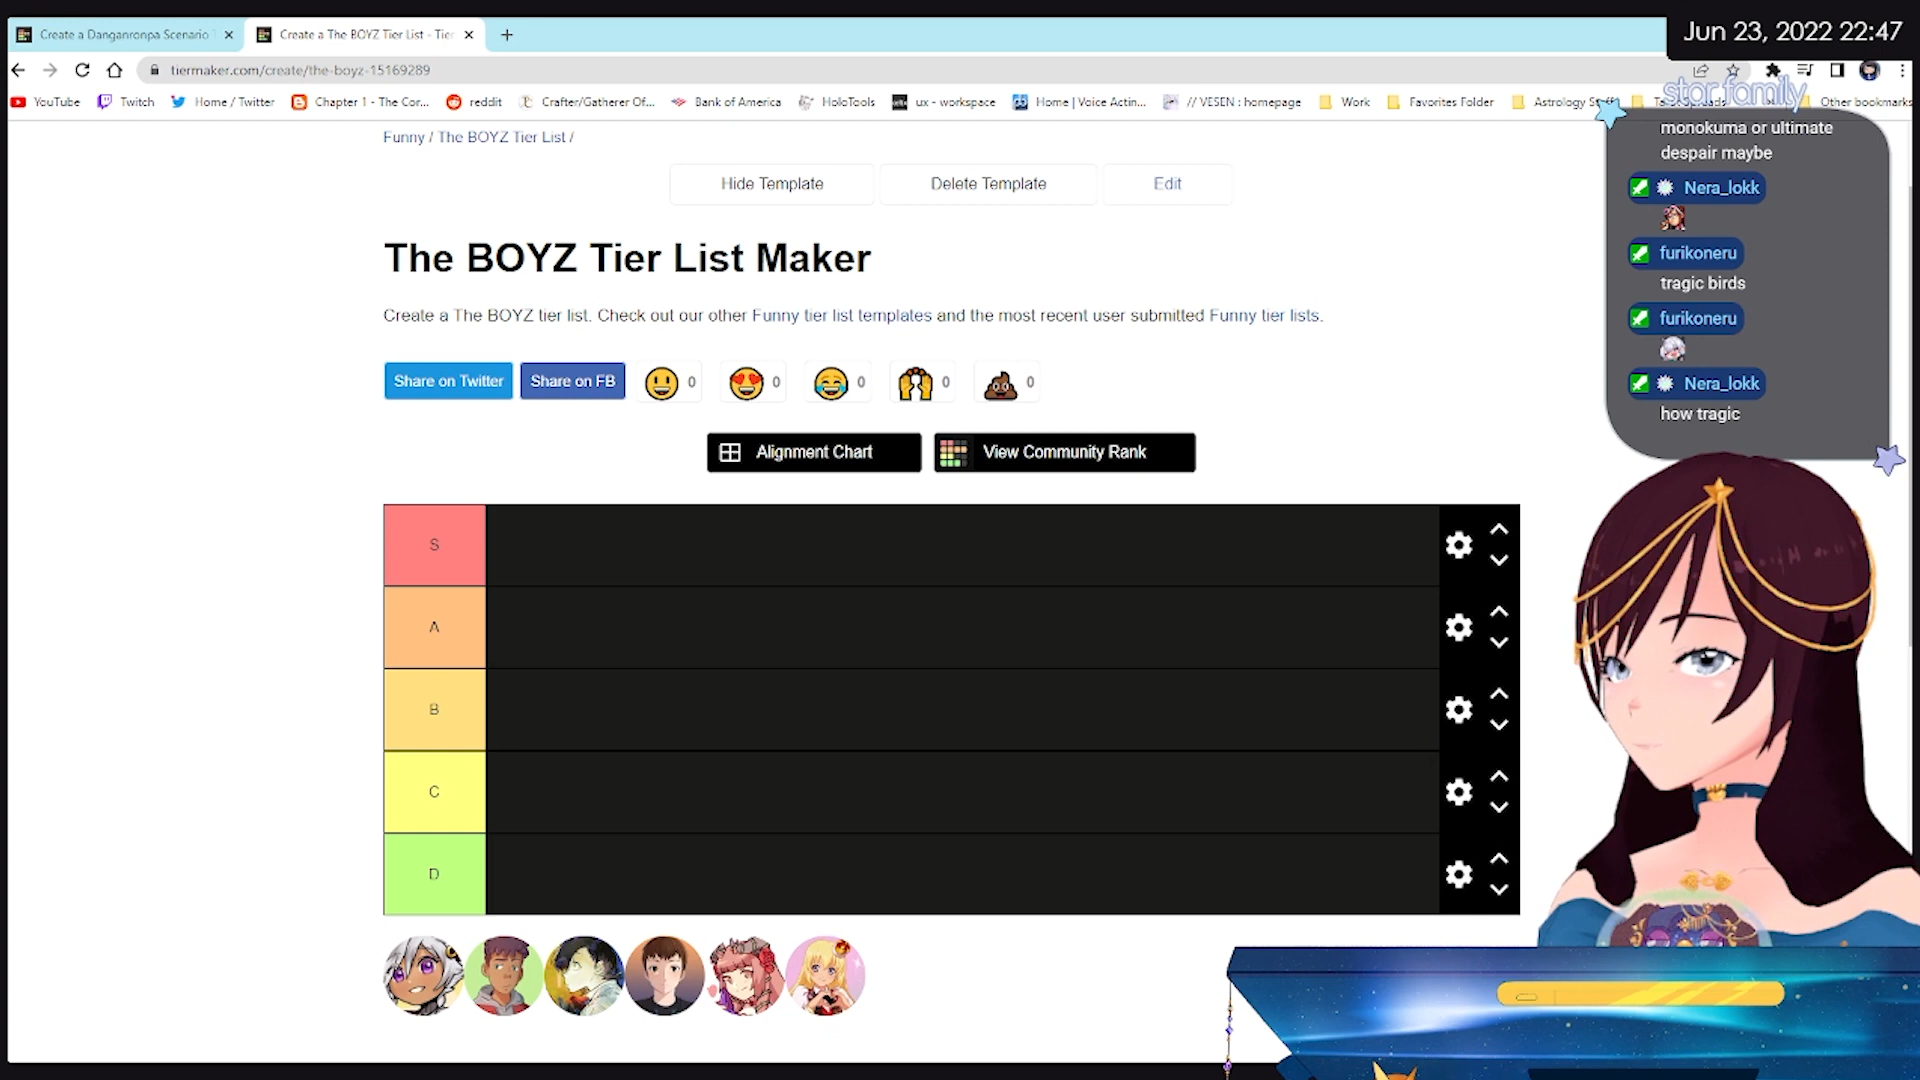 Create a Danganronpa Scenario
Create a The BOYZ Tier List - Tier
Jun 23, 2022 22:47
tiermaker.com/create/the-boyz-15169289
YouTube
Twitch
Home / Twitter
Chapter 1 - The Cor...
reddit
Crafter/Gatherer Of...
Bank of America
HoloTools
ux - workspace
Home | Voice Actin...
// VESEN : homepage
Work
Favorites Folder
Astrology Stuff
Other bookmarks
star family
Funny / The BOYZ Tier List /
Hide Template
Delete Template
Edit
The BOYZ Tier List Maker
Create a The BOYZ tier list. Check out our other Funny tier list templates and the most recent user submitted Funny tier lists.
Share on Twitter
Share on FB
0
0
0
0
0
Alignment Chart
View Community Rank
S
A
B
C
D
monokuma or ultimate
despair maybe
Nera_lokk
furikoneru
tragic birds
furikoneru
Nera_lokk
how tragic